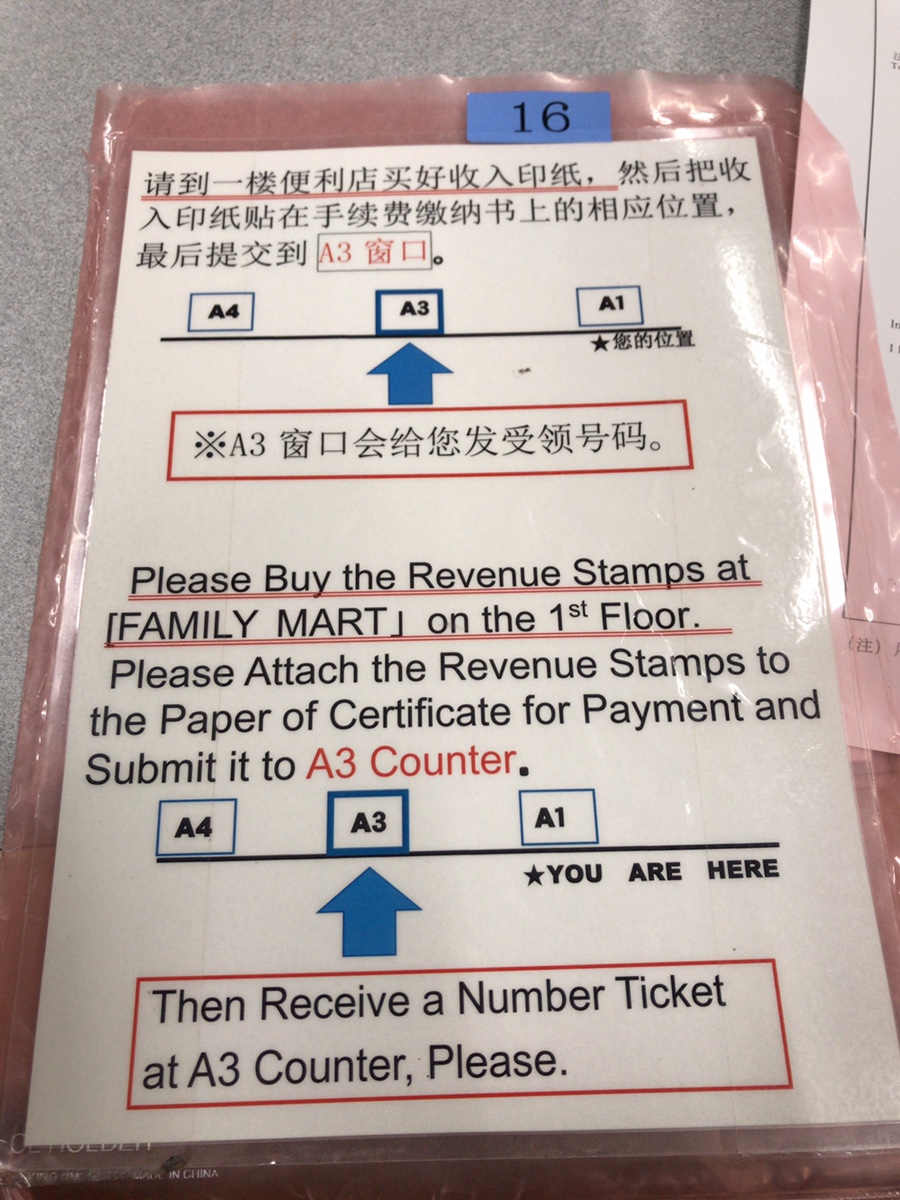 16
请到一楼便利店买好收入印纸，然后把收
入印纸贴在手续费缴纳书上的相应位置，
最后提交到 A3 窗口。
A4 A3 A1
★您的位置
※A3 窗口会给您发受领号码。
Please Buy the Revenue Stamps at
[FAMILY MART」 on the 1st Floor.
Please Attach the Revenue Stamps to
the Paper of Certificate for Payment and
Submit it to A3 Counter.
A4 A3 A1
★YOU ARE HERE
Then Receive a Number Ticket
at A3 Counter, Please.
MADE IN CHINA
（注）